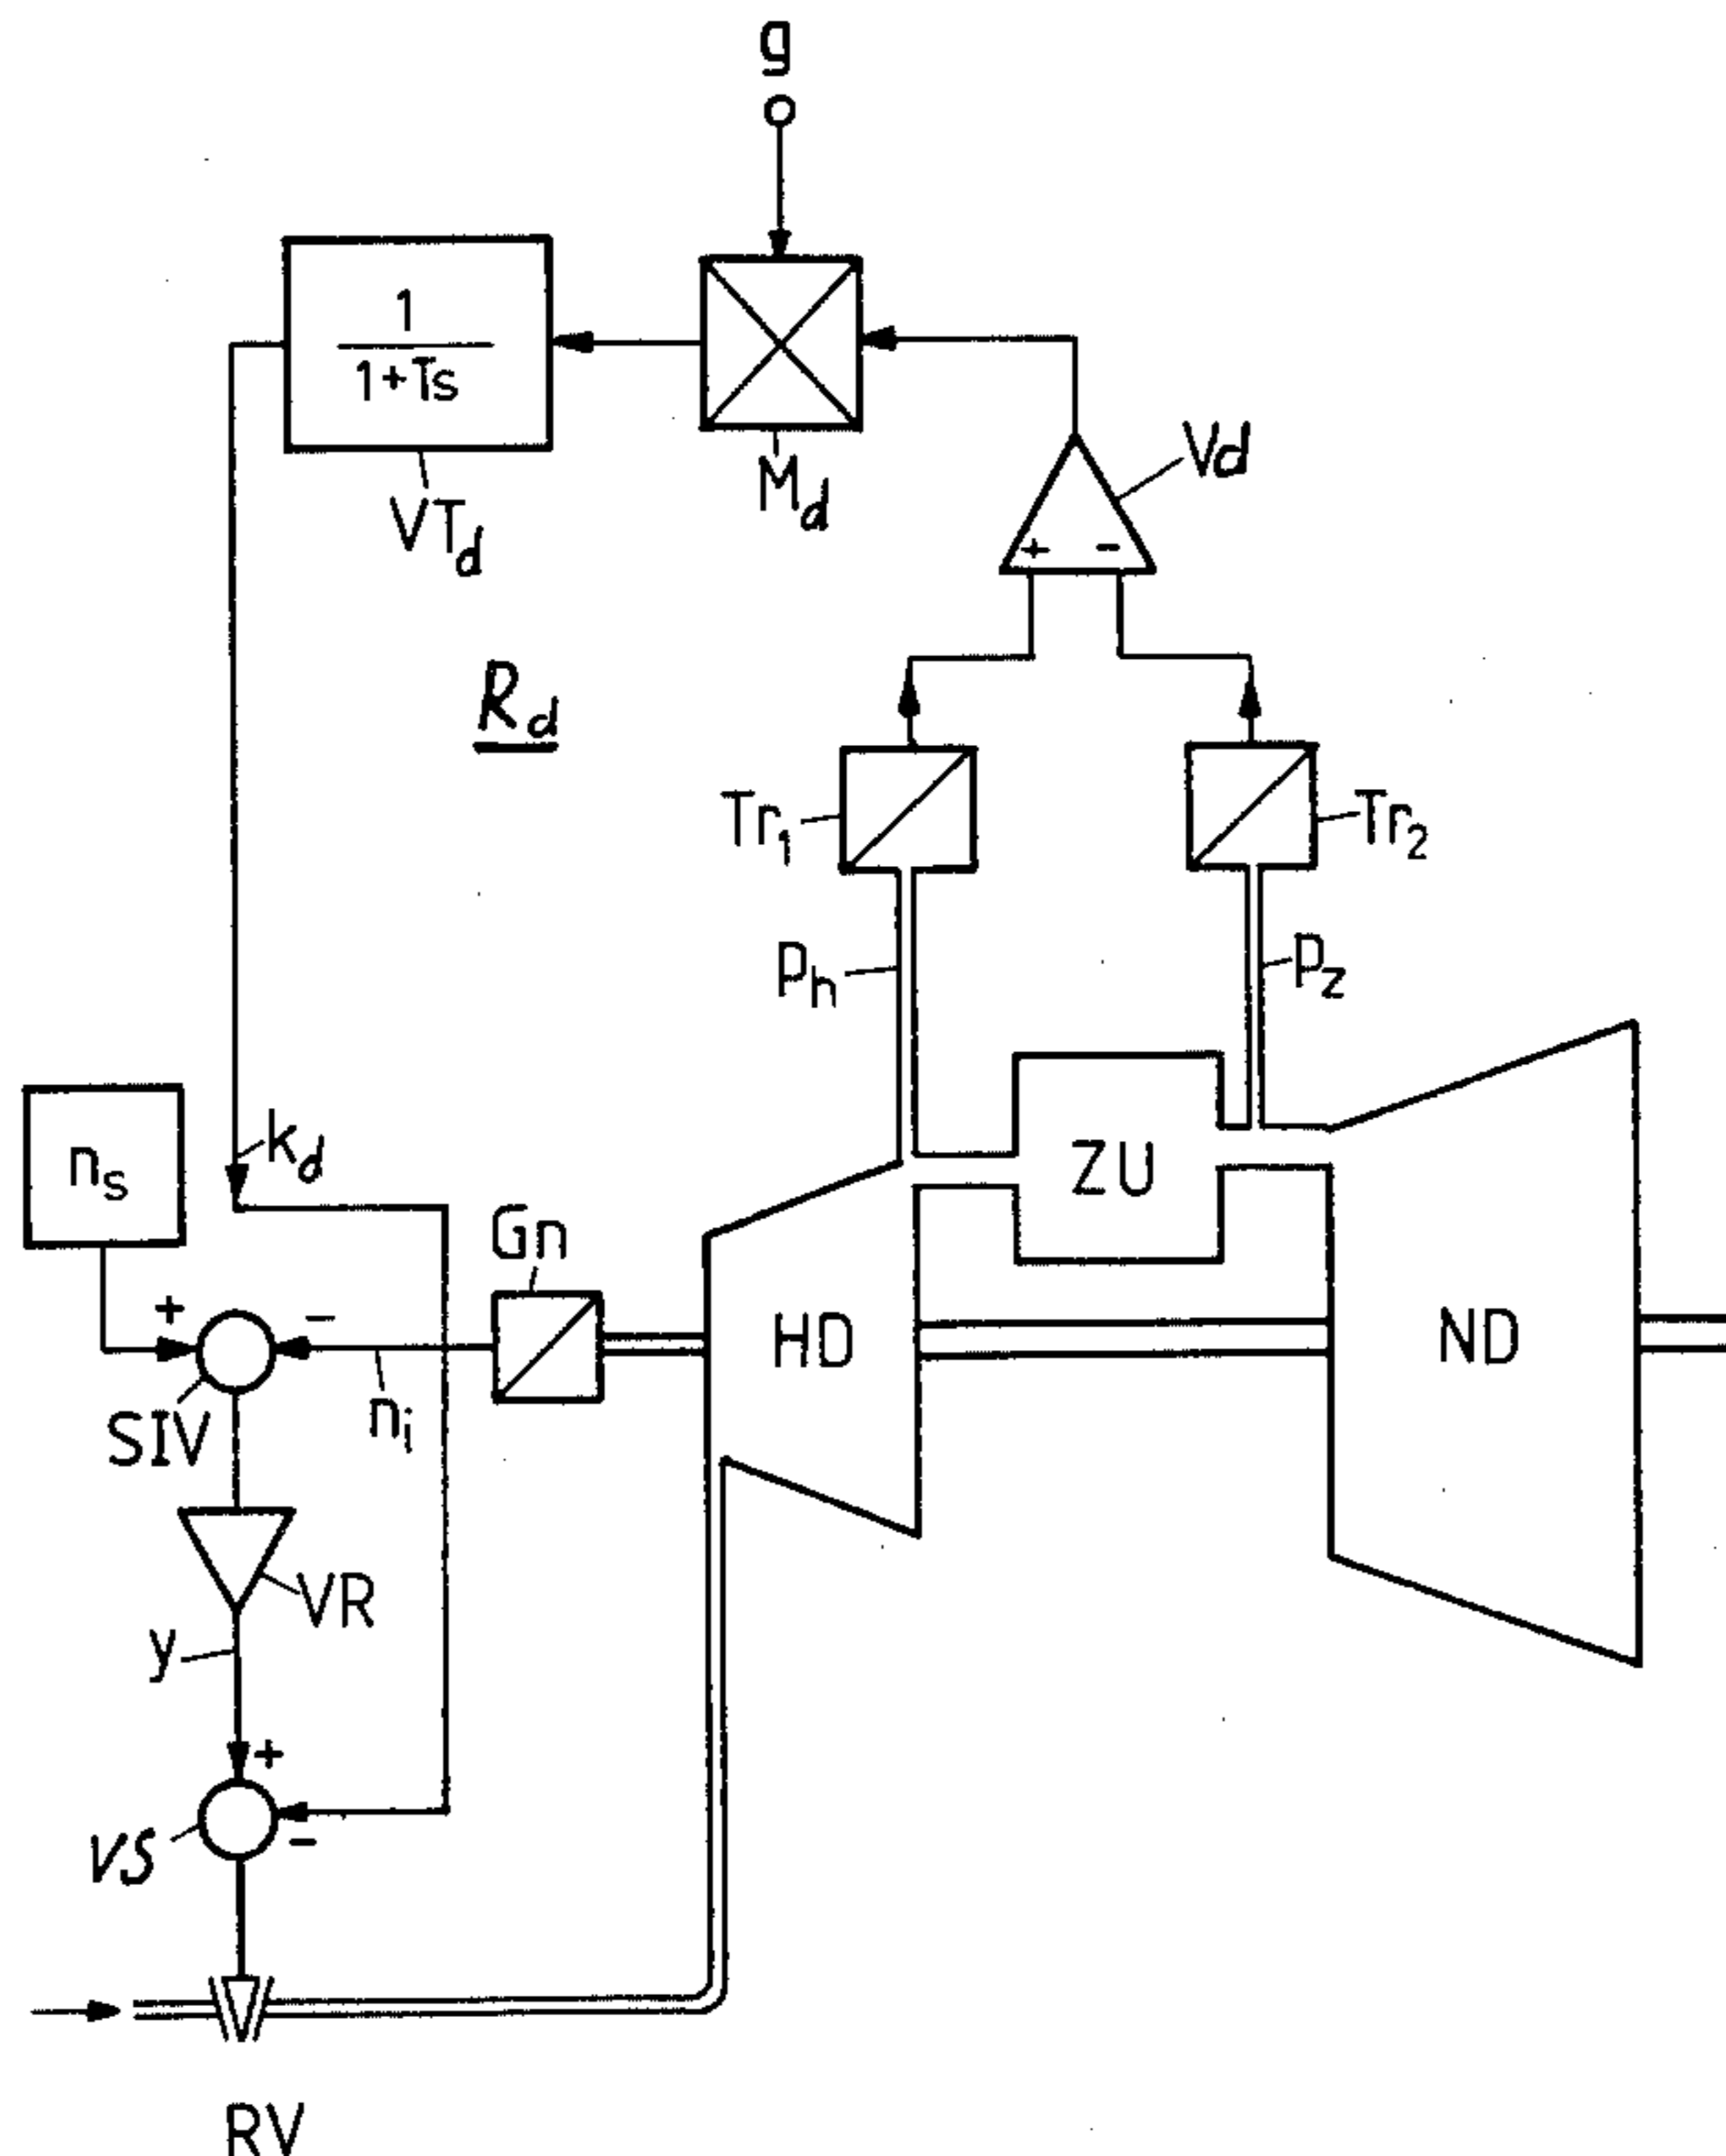 g
1
1+Ts
VT_d
M_d
Vd
+ -
R_d
Tr_1
Tr_2
p_h
p_z
n_s
k_d
Gn
ZU
+ -
SIV
n_i
HD
ND
VR
y
+
VS
-
RV